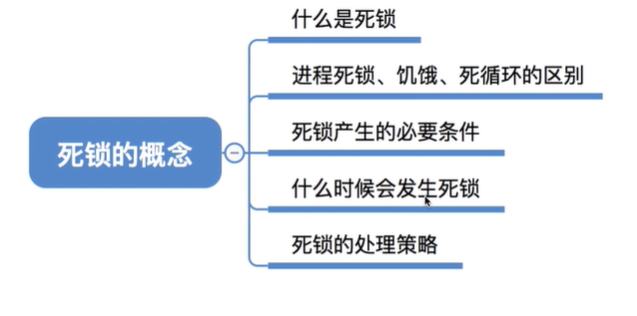 什么是死锁
进程死锁、饥饿、死循环的区别
死锁的概念
死锁产生的必要条件
什么时候会发生死锁
死锁的处理策略